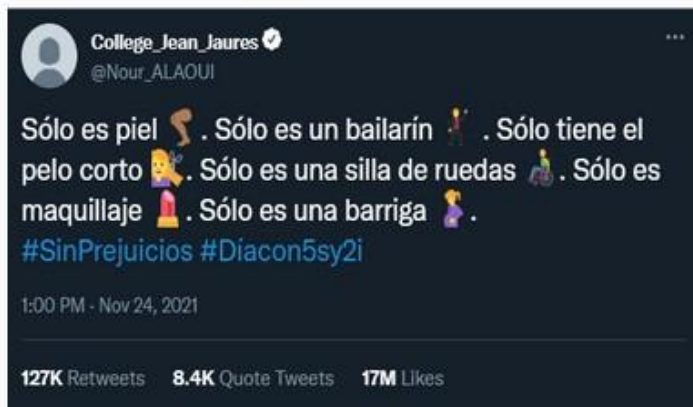 College_Jean_Jaures
@Nour_ALAOUI
Sólo es piel 🦵🏽. Sólo es un bailarín 🕺. Sólo tiene el
pelo corto 💇‍♀️. Sólo es una silla de ruedas 👨‍🦽. Sólo es
maquillaje 💄. Sólo es una barriga 🤰.
#SinPrejuicios #Díacon5sy2i
1:00 PM - Nov 24, 2021
127K Retweets 8.4K Quote Tweets 17M Likes